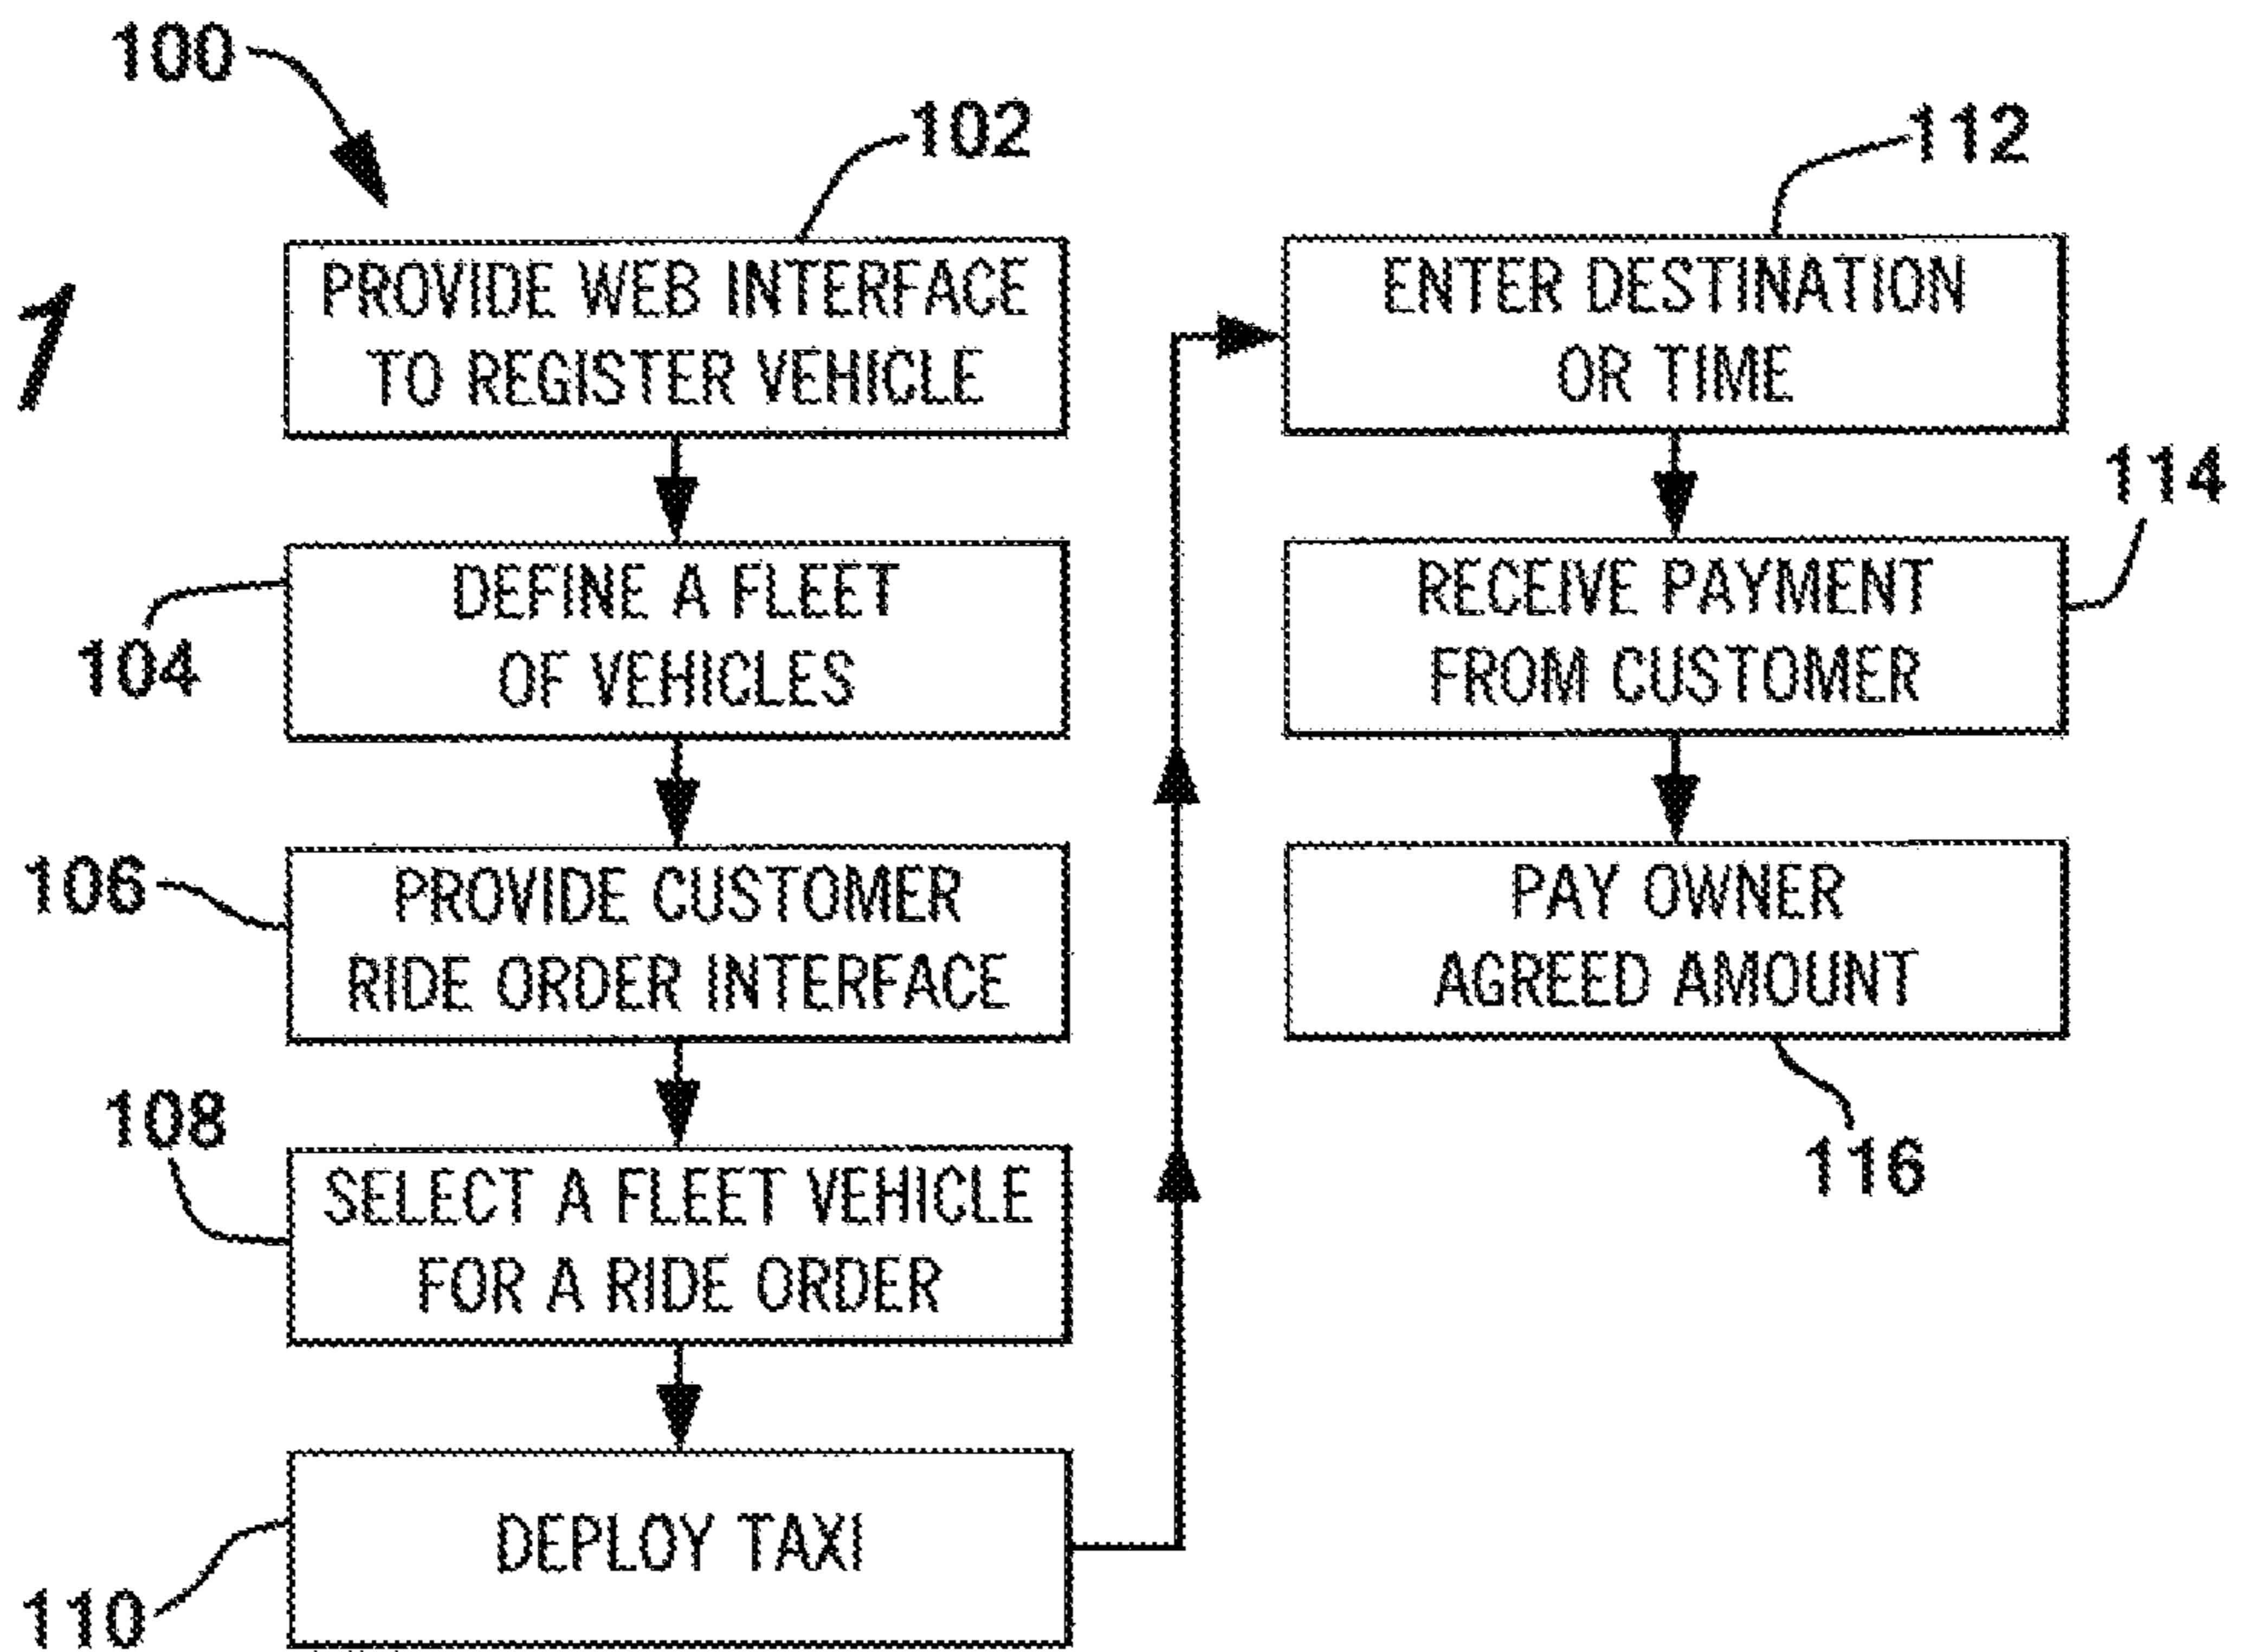 100
102
PROVIDE WEB INTERFACE
TO REGISTER VEHICLE
1
104
DEFINE A FLEET
OF VEHICLES
106
PROVIDE CUSTOMER
RIDE ORDER INTERFACE
108
SELECT A FLEET VEHICLE
FOR A RIDE ORDER
110
DEPLOY TAXI
112
ENTER DESTINATION
OR TIME
114
RECEIVE PAYMENT
FROM CUSTOMER
PAY OWNER
AGREED AMOUNT
116